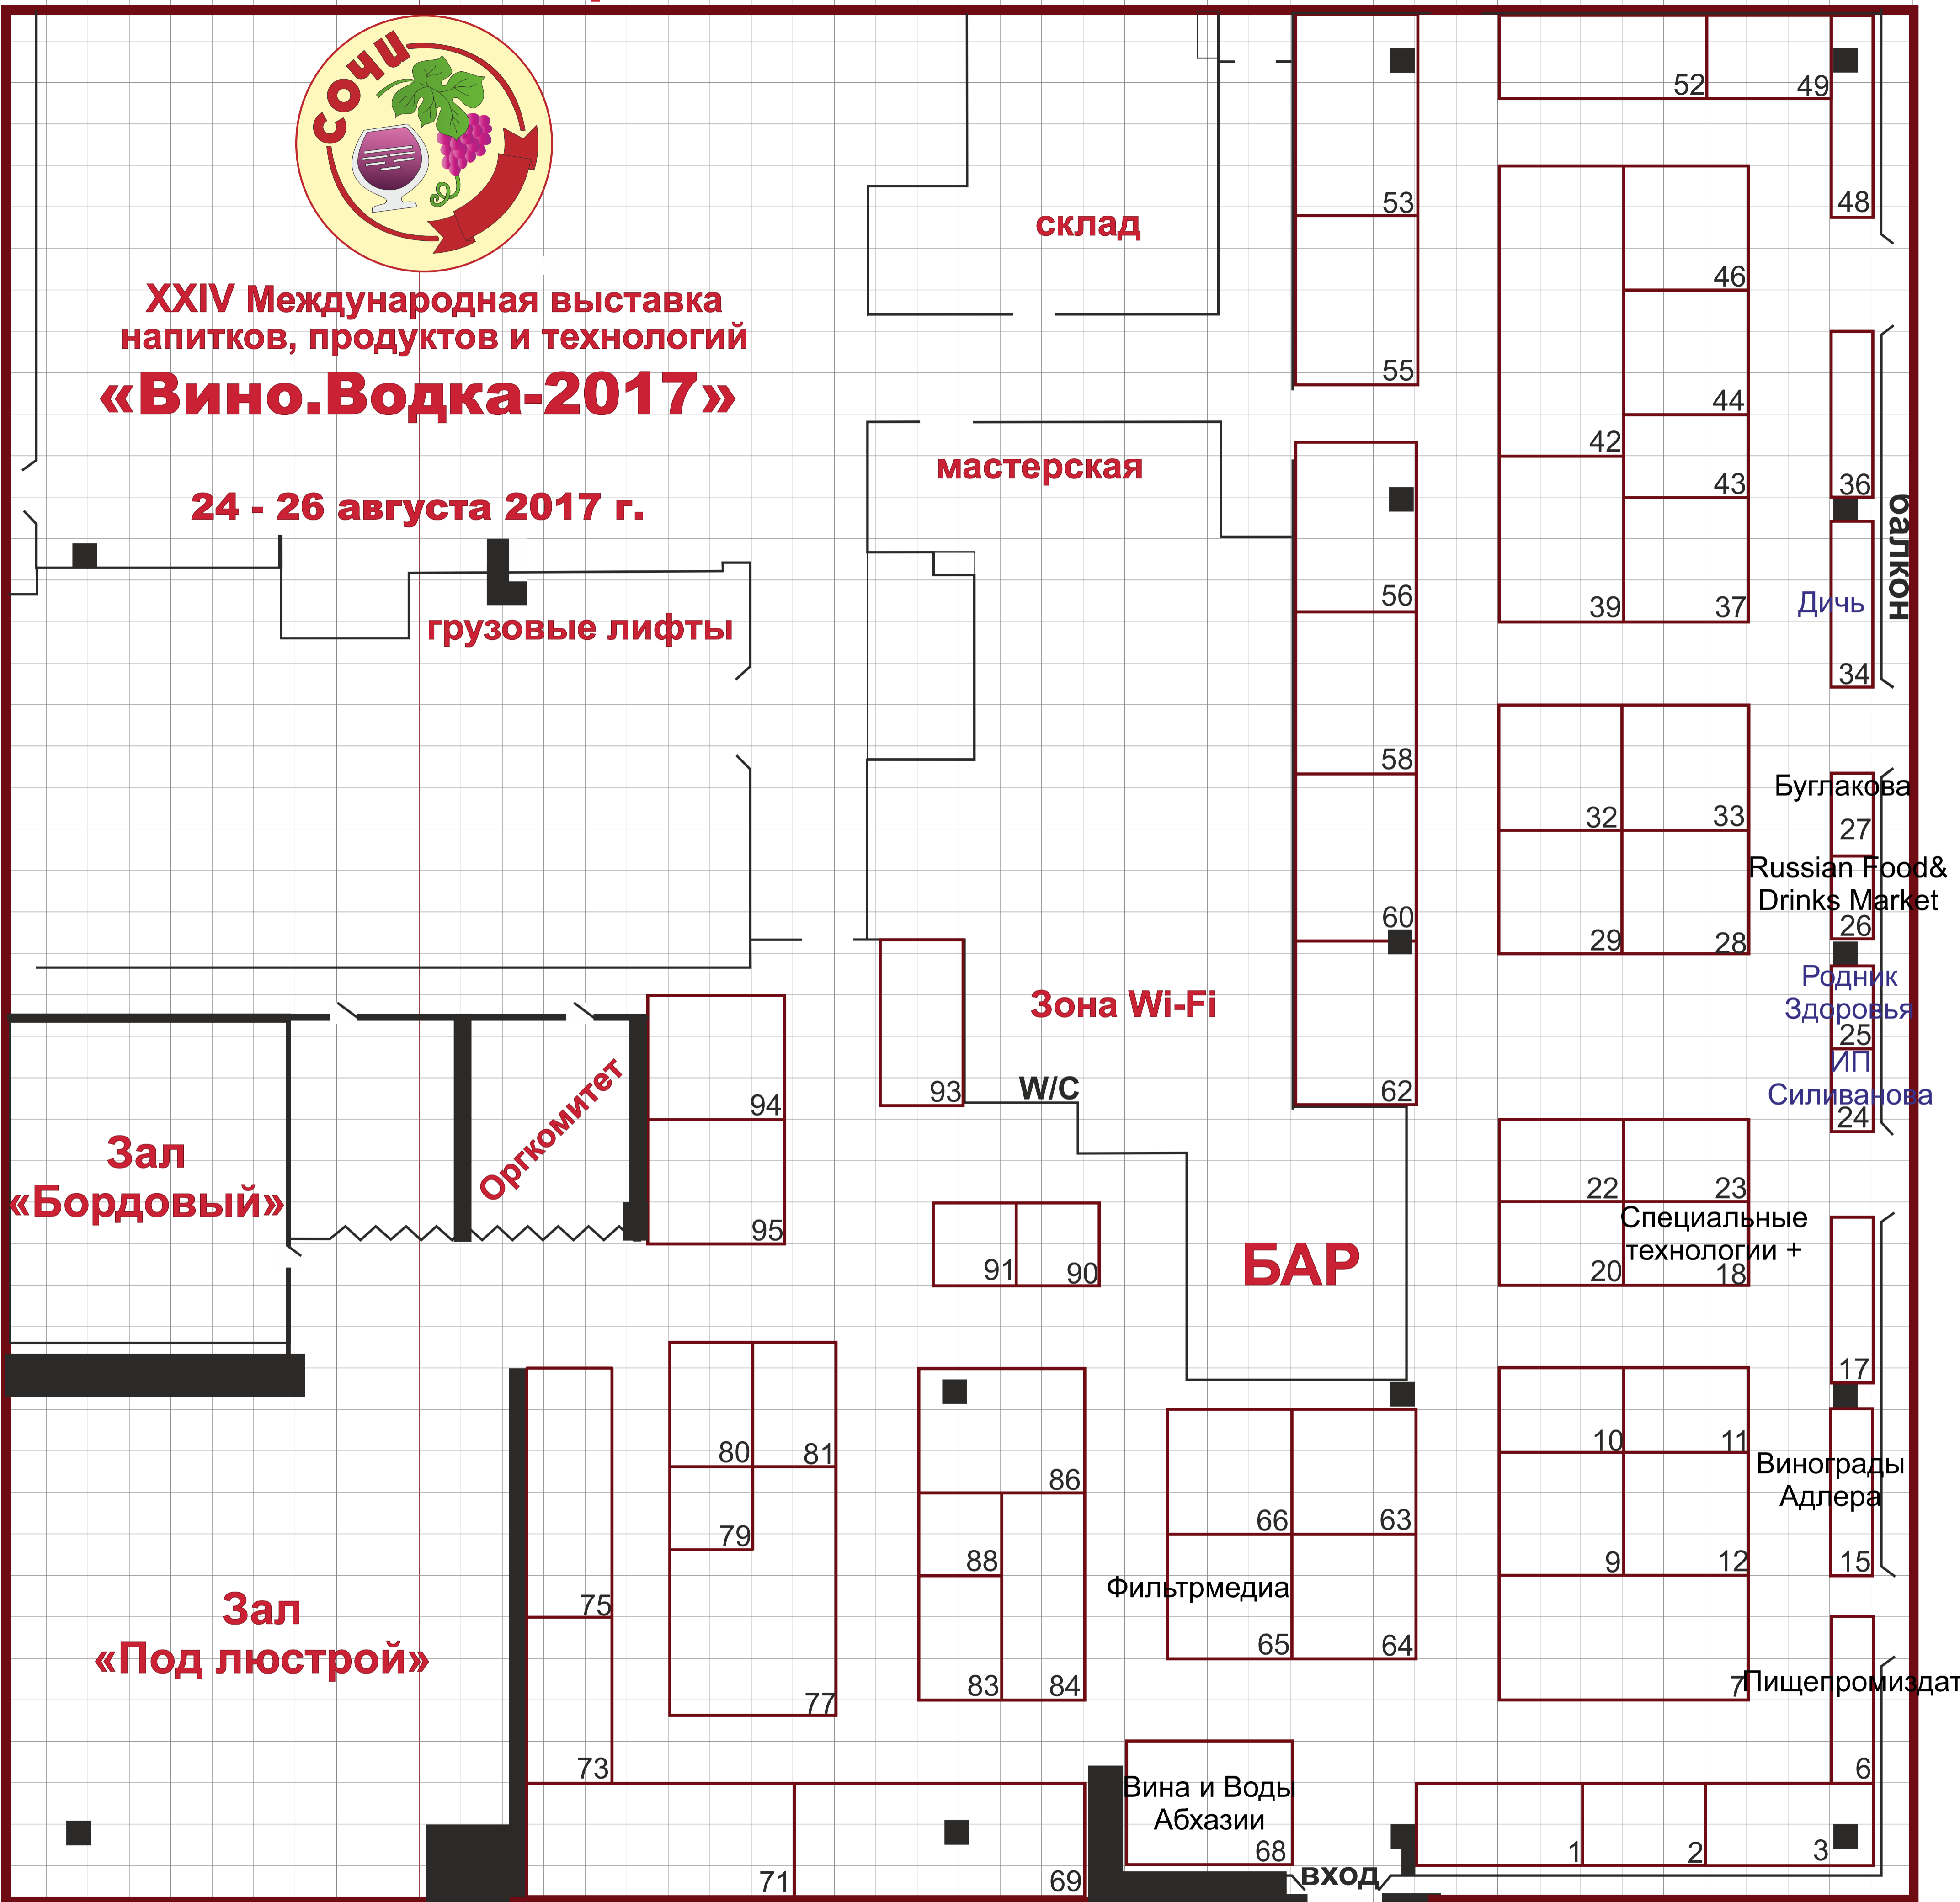 СОЧИ
XXIV Международная выставка
напитков, продуктов и технологий
«Вино.Водка-2017»
24 - 26 августа 2017 г.
грузовые лифты
склад
мастерская
Зона Wi-Fi
W/C
БАР
Оргкомитет
Зал
«Бордовый»
Зал
«Под люстрой»
52
49
48
53
55
46
44
42
43
39
37
36
балкон
Дичь
34
56
58
60
62
32
33
29
28
Буглакова
27
Russian Food&
Drinks Market
26
Родник
Здоровья
25
ИП
Силиванова
24
22
23
20
Специальные
технологии +
18
17
93
94
95
91
90
10
11
9
12
7
Винограды
Адлера
15
Пищепромиздат
6
80
81
79
77
75
73
86
88
83
84
66
63
Фильтрмедиа
65
64
Вина и Воды
Абхазии
68
71
69
вход
1
2
3